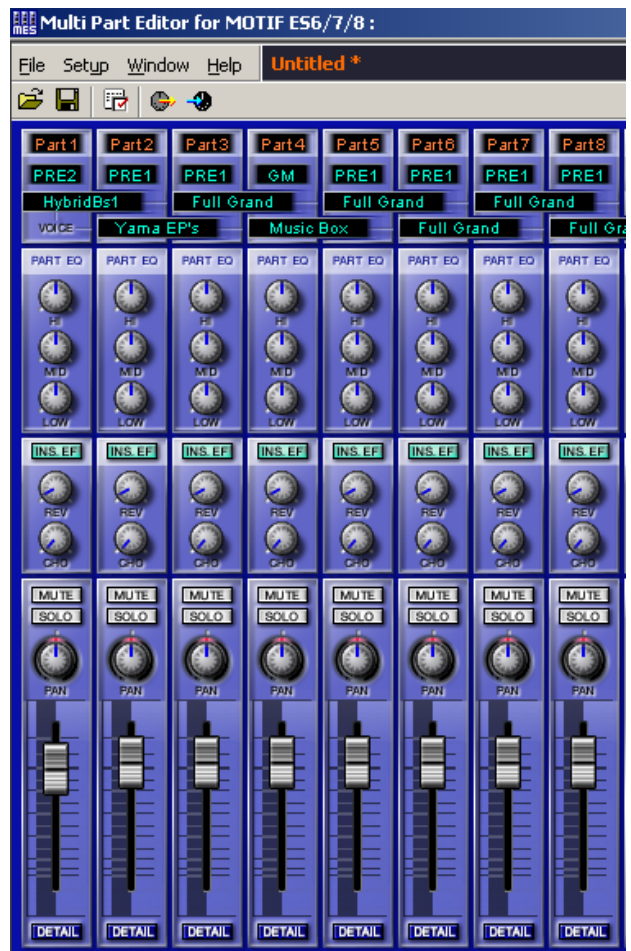 MES Multi Part Editor for MOTIF ES6/7/8 :
File Setup Window Help Untitled *
Part 1 Part2 Part3 Part4 Part5 Part6 Part7 Part8
PRE2 PRE1 PRE1 GM PRE1 PRE1 PRE1 PRE1
HybridBs1 Full Grand Full Grand Full Grand
VOICE Yama EP's Music Box Full Grand Full Gra
PART EQ PART EQ PART EQ PART EQ PART EQ PART EQ PART EQ PART EQ
HI HI HI HI HI HI HI HI
MID MID MID MID MID MID MID MID
LOW LOW LOW LOW LOW LOW LOW LOW
INS. EF INS. EF INS. EF INS. EF INS. EF INS. EF INS. EF INS. EF
REV REV REV REV REV REV REV REV
CHO CHO CHO CHO CHO CHO CHO CHO
MUTE MUTE MUTE MUTE MUTE MUTE MUTE MUTE
SOLO SOLO SOLO SOLO SOLO SOLO SOLO SOLO
PAN PAN PAN PAN PAN PAN PAN PAN
DETAIL DETAIL DETAIL DETAIL DETAIL DETAIL DETAIL DETAIL